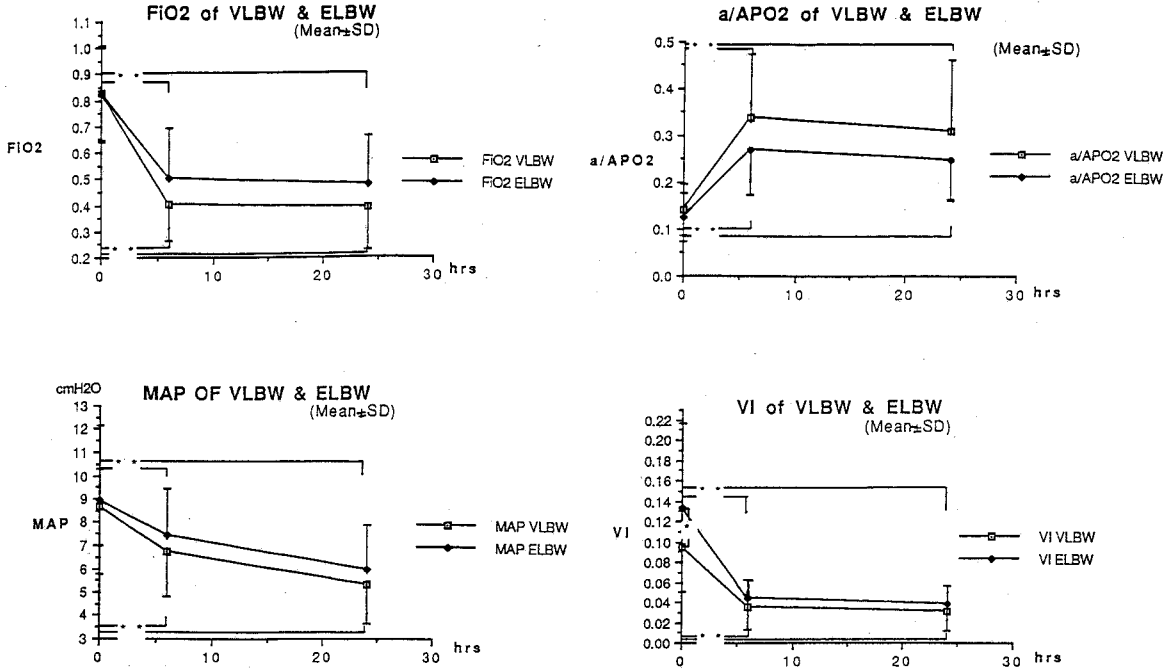 FiO2 of VLBW & ELBW
(Mean±SD)
1.1
1.0
0.9
0.8
0.7
0.6
0.5
0.4
0.3
0.2
FiO2
* *
* *
0 10 20 30 hrs
FiO2 VLBW
FiO2 ELBW
a/APO2 of VLBW & ELBW
(Mean±SD)
0.5
0.4
0.3
0.2
0.1
0.0
a/APO2
* *
* *
0 10 20 30 hrs
a/APO2 VLBW
a/APO2 ELBW
cmH2O
MAP OF VLBW & ELBW
(Mean±SD)
13
12
11
10
9
8
7
6
5
4
3
MAP
* *
* *
0 10 20 30 hrs
MAP VLBW
MAP ELBW
VI of VLBW & ELBW
(Mean±SD)
0.22
0.20
0.18
0.16
0.14
0.12
0.10
0.08
0.06
0.04
0.02
0.00
VI
* *
*
* *
0 10 20 30 hrs
VI VLBW
VI ELBW